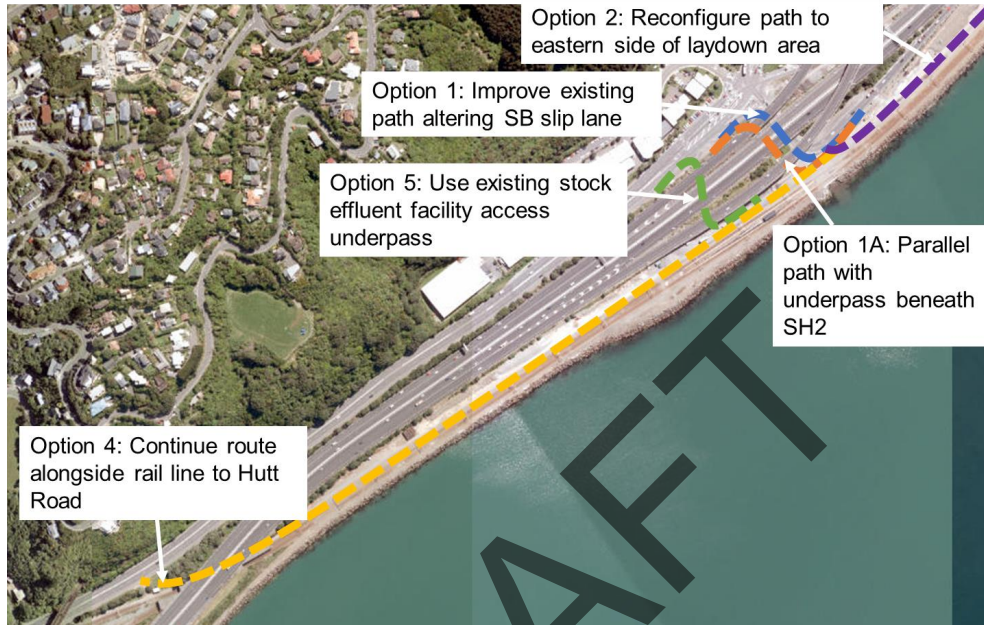 Option 2: Reconfigure path to
eastern side of laydown area
Option 1: Improve existing
path altering SB slip lane
Option 5: Use existing stock
effluent facility access
underpass
Option 1A: Parallel
path with
underpass beneath
SH2
Option 4: Continue route
alongside rail line to Hutt
Road
AFT